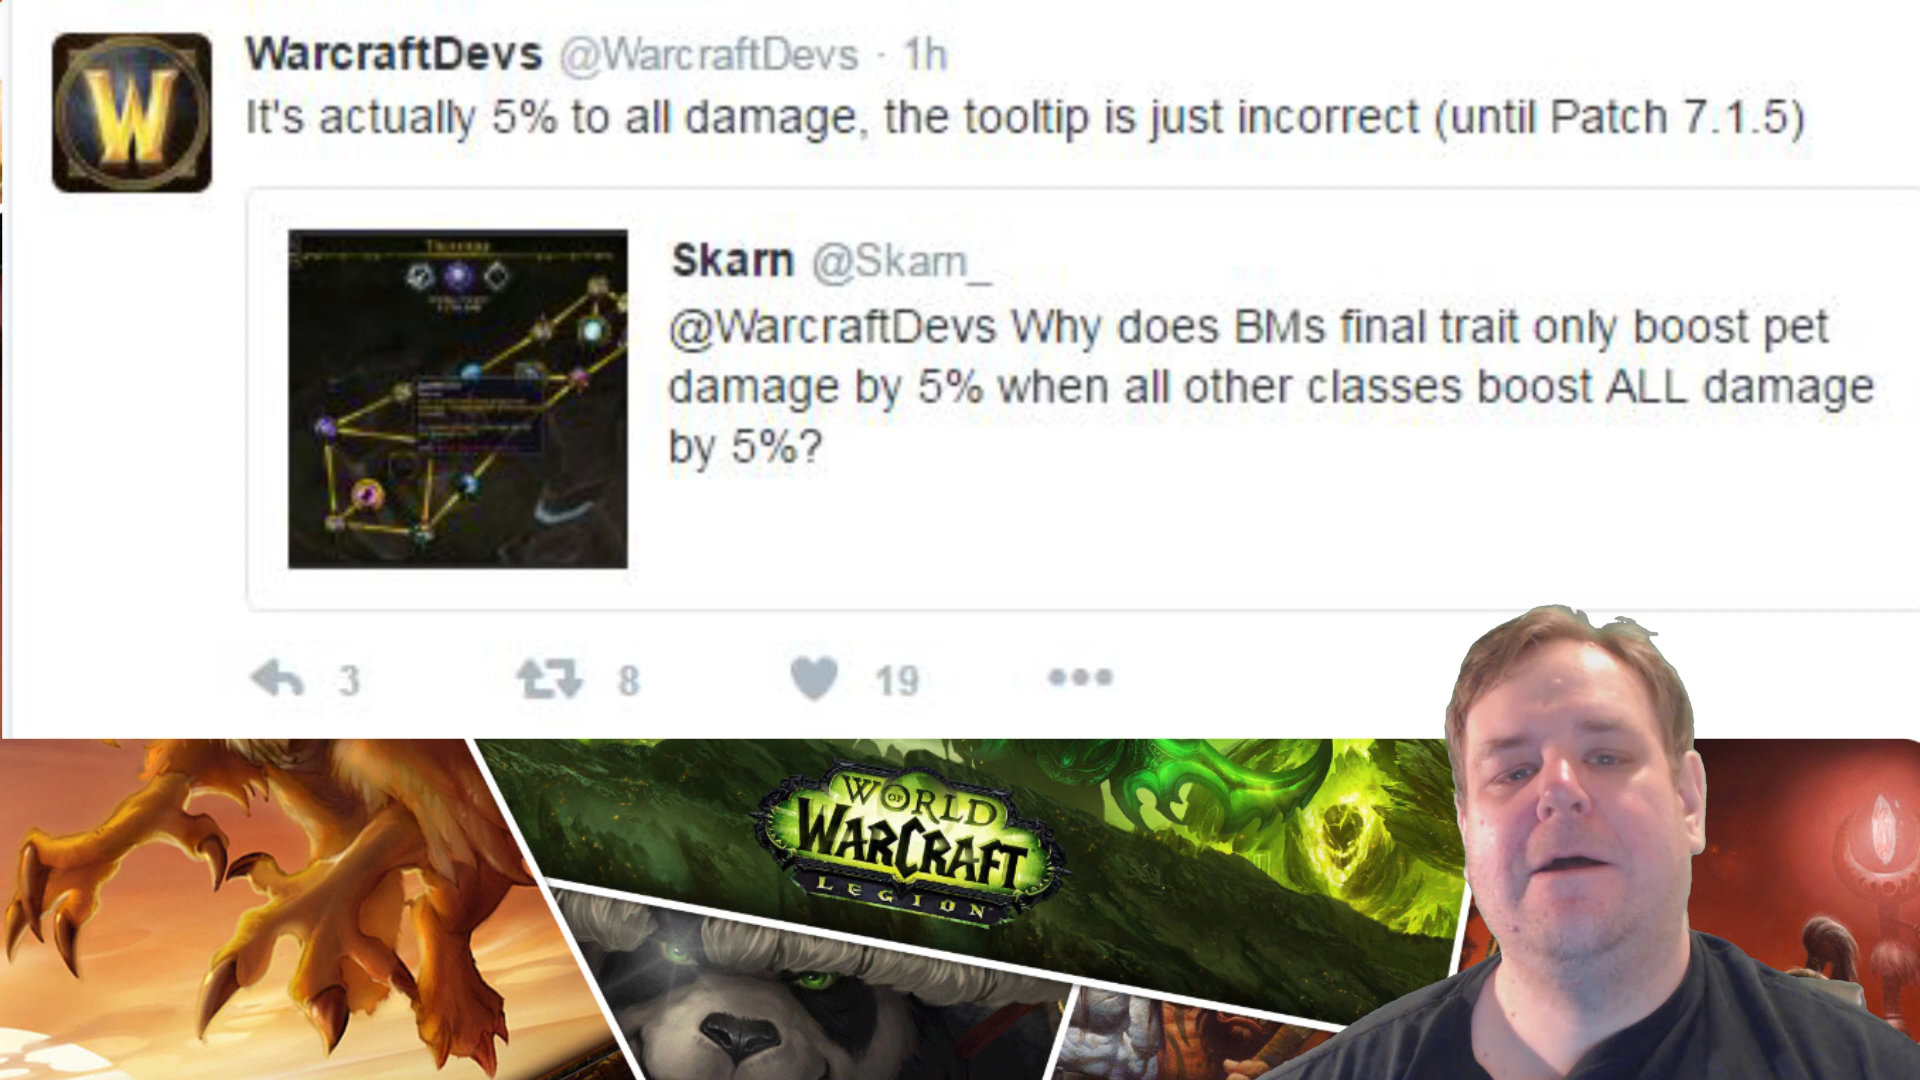 WarcraftDevs @WarcraftDevs · 1h
It's actually 5% to all damage, the tooltip is just incorrect (until Patch 7.1.5)
Skarn @Skarn_
@WarcraftDevs Why does BMs final trait only boost pet
damage by 5% when all other classes boost ALL damage
by 5%?
3 8 19
W
WORLD
OF
WARCRAFT
LEGION